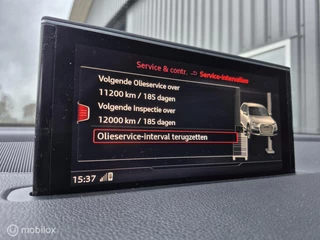 Service & contr. Service-intervallen
Volgende Olieservice over
11200 km / 185 dagen
Volgende Inspectie over
12000 km / 185 dagen
Olieservice-interval terugzetten
15:37
mobilox